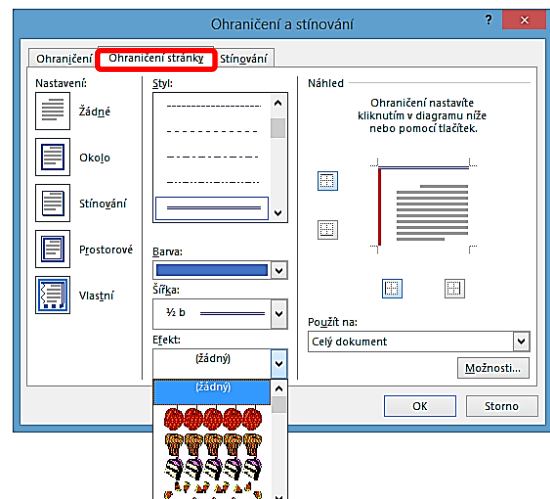 Ohraničení a stínování
?
×
Ohraničení
Ohraničení stránky
Stínování
Nastavení:
Žádné
Okolo
Stínování
Prostorové
Vlastní
Styl:
Barva:
Šířka:
½ b
Efekt:
(žádný)
(žádný)
Náhled
Ohraničení nastavíte
kliknutím v diagramu níže
nebo pomocí tlačítek.
Použít na:
Celý dokument
Možnosti...
OK
Storno